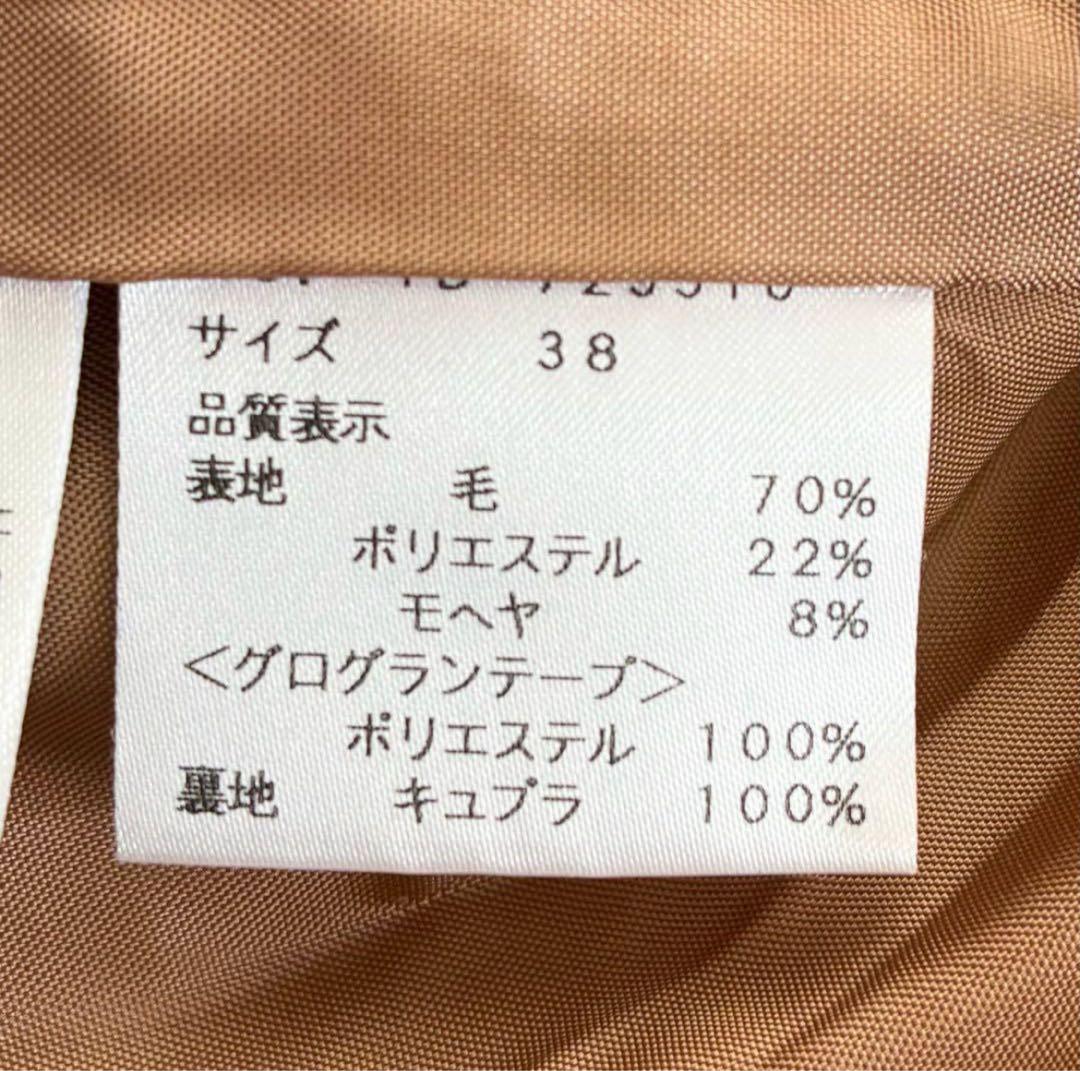 サイズ 38
品質表示
表地 毛 70%
ポリエステル 22%
モヘヤ 8%
<グログランテープ>
ポリエステル 100%
裏地 キュプラ 100%